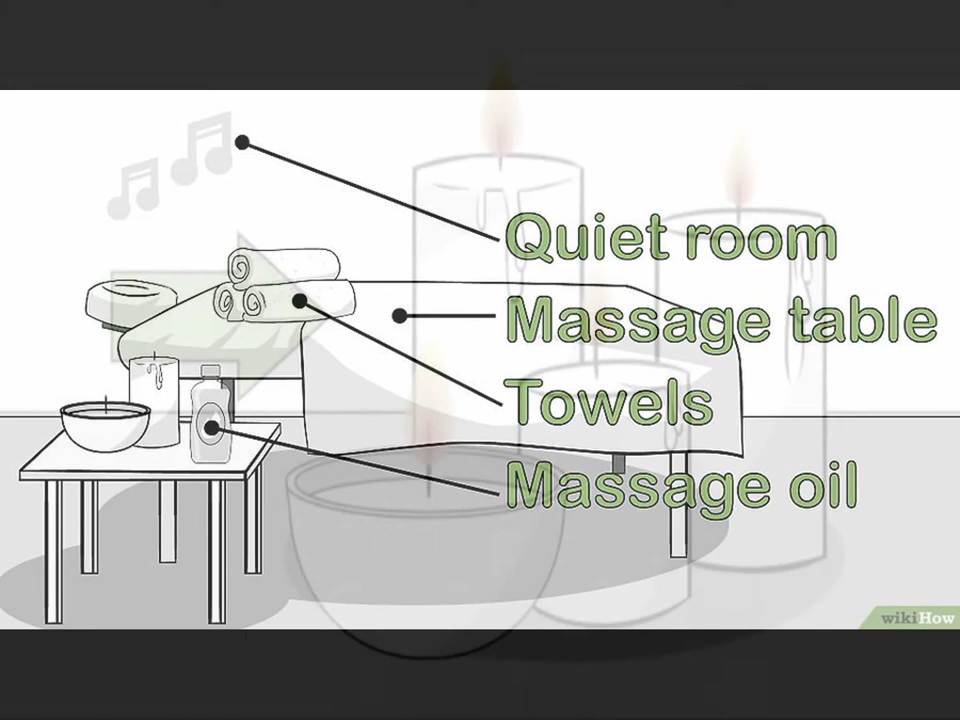 Quiet room
Massage table
Towels
Massage oil
wikiHow